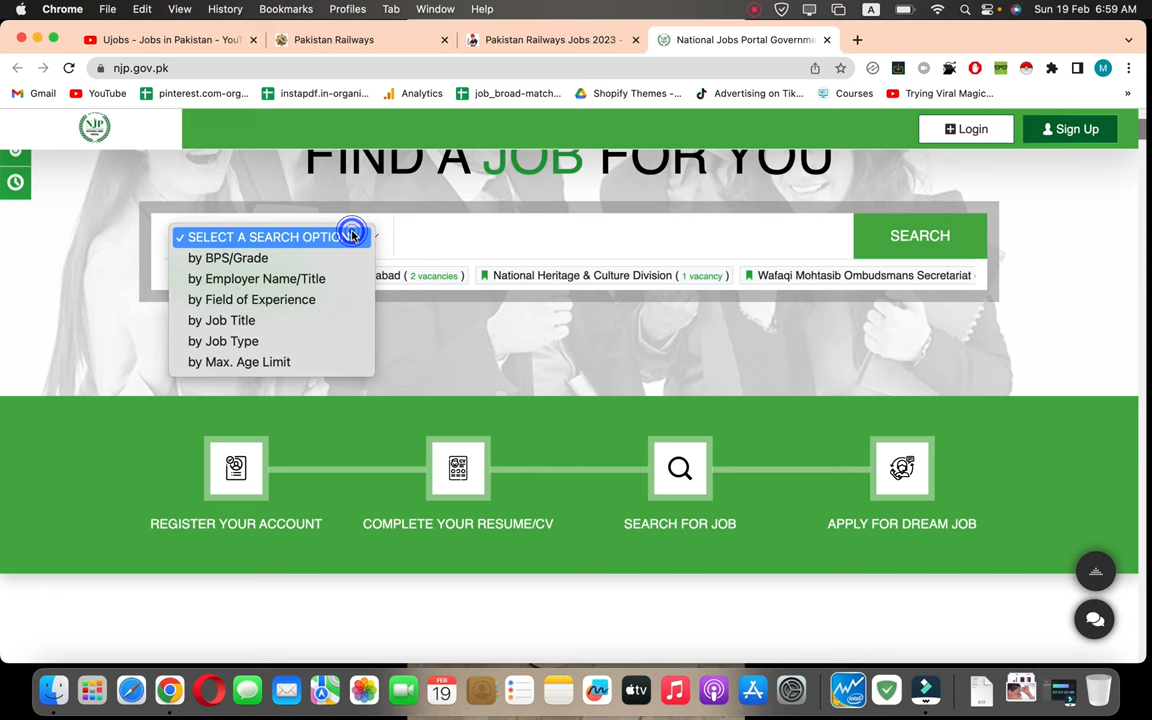 Chrome File Edit View History Bookmarks Profiles Tab Window Help A Sun 19 Feb 6:59 AM
Ujobs - Jobs in Pakistan - You Pakistan Railways Pakistan Railways Jobs 2023 - National Jobs Portal Governme
njp.gov.pk M
Gmail YouTube pinterest.com-org... instapdf.in-organi... Analytics job_broad-match... Shopify Themes -... Advertising on Tik... Courses Trying Viral Magic... »
NJP Login Sign Up
FIND A JOB FOR YOU
SELECT A SEARCH OPTION SEARCH
by BPS/Grade
by Employer Name/Title
by Field of Experience
by Job Title
by Job Type
by Max. Age Limit
abad ( 2 vacancies ) National Heritage & Culture Division ( 1 vacancy ) Wafaqi Mohtasib Ombudsmans Secretariat
REGISTER YOUR ACCOUNT COMPLETE YOUR RESUME/CV SEARCH FOR JOB APPLY FOR DREAM JOB
FEB
19 tv intel